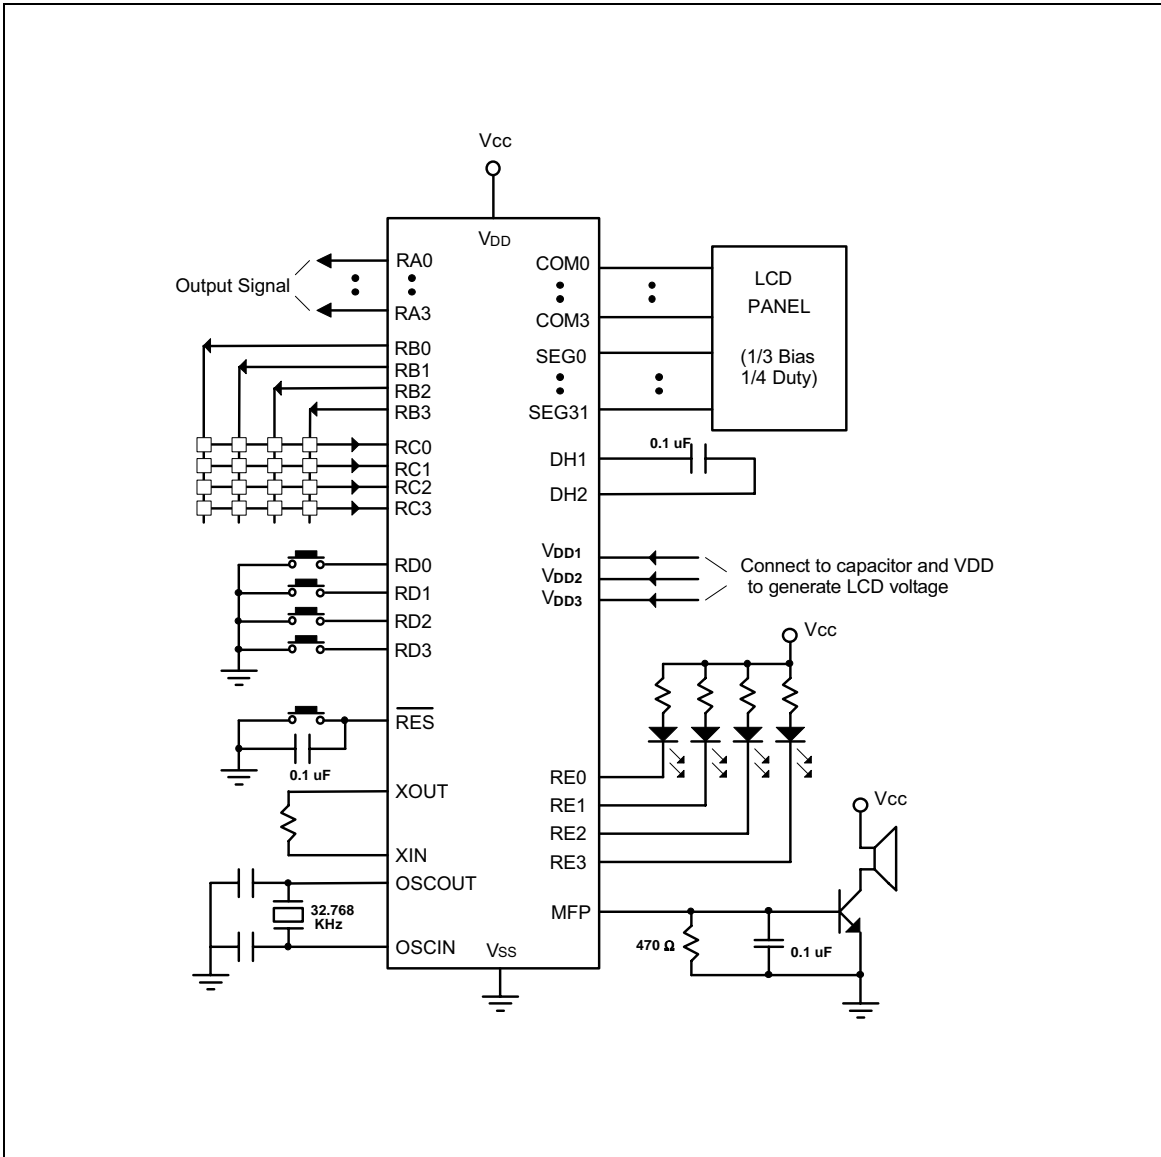 Vcc
VDD
Output Signal
RA0
RA3
RB0
RB1
RB2
RB3
RC0
RC1
RC2
RC3
RD0
RD1
RD2
RD3
RES
0.1 uF
XOUT
XIN
OSCOUT
32.768
KHz
OSCIN
VSS
COM0
COM3
SEG0
SEG31
LCD
PANEL
(1/3 Bias
1/4 Duty)
DH1
0.1 uF
DH2
VDD1
VDD2
VDD3
Connect to capacitor and VDD
to generate LCD voltage
Vcc
RE0
RE1
RE2
RE3
Vcc
MFP
470 Ω
0.1 uF